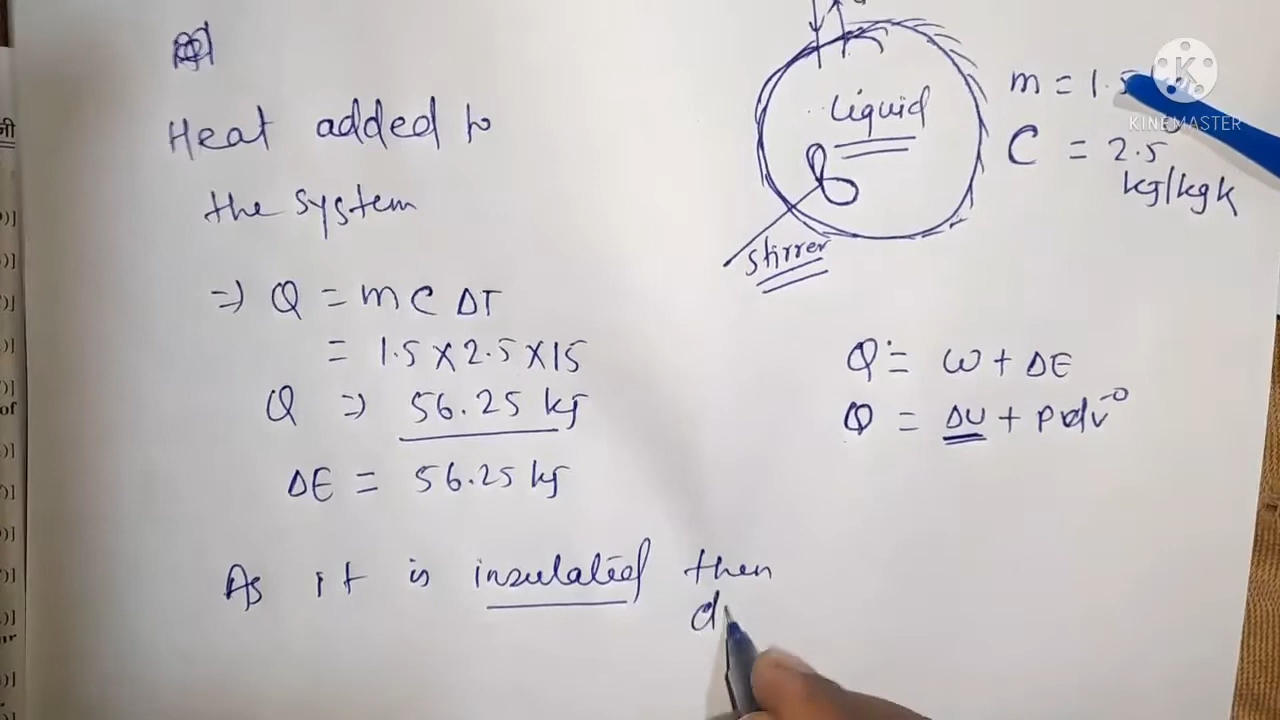 Heat added to
the system
⇒ Q = m C ΔT
= 1.5 × 2.5 × 15
Q ⇒ 56.25 kJ
ΔE = 56.25 kJ
As it is insulated then
d
Liquid
stirrer
m = 1.5
C = 2.5
kJ/kgK
KINEMASTER
Q = W + ΔE
Q = ΔU + pdv→0